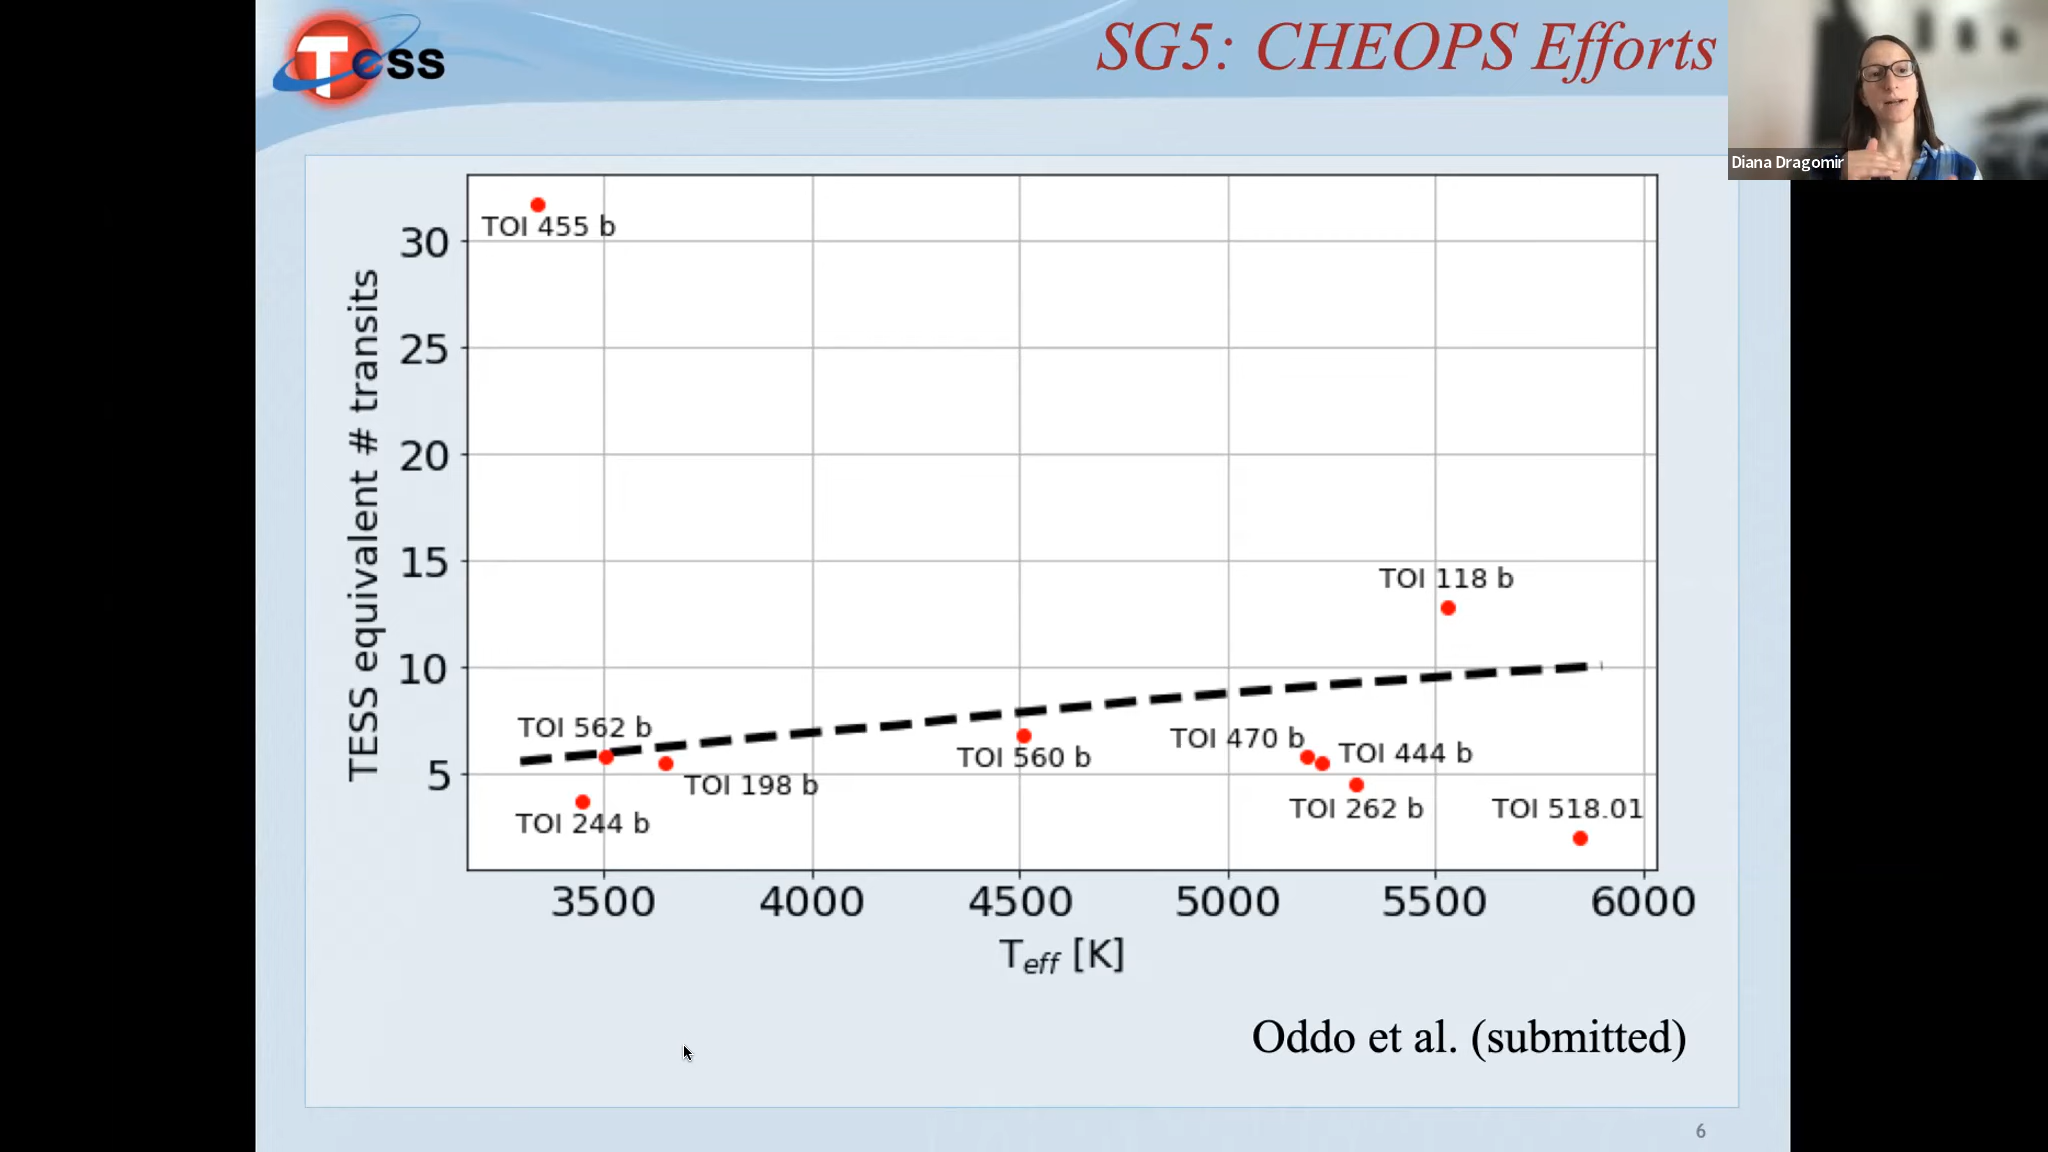 Tess
SG5: CHEOPS Efforts
Diana Dragomir
TESS equivalent # transits
30
25
20
15
10
5
TOI 455 b
TOI 118 b
TOI 562 b
TOI 198 b
TOI 244 b
TOI 560 b
TOI 470 b
TOI 444 b
TOI 262 b
TOI 518.01
3500 4000 4500 5000 5500 6000
Teff [K]
Oddo et al. (submitted)
6